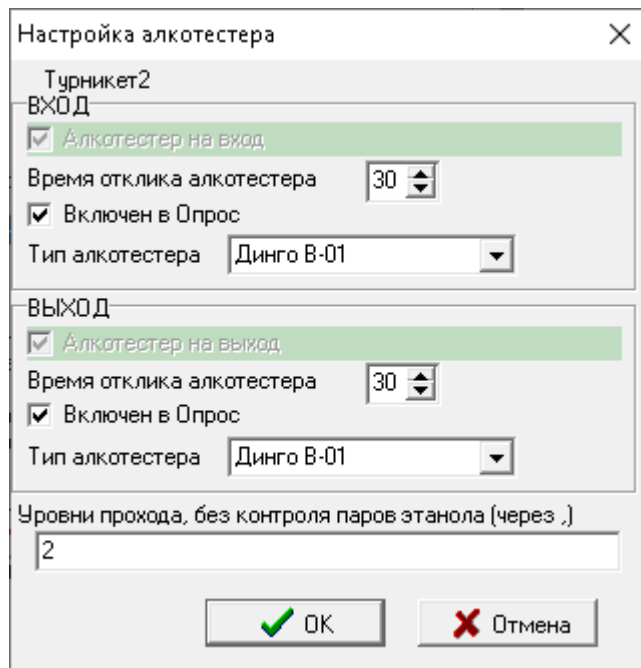 Настройка алкотестера
Турникет2
ВХОД
Алкотестер на вход
Время отклика алкотестера 30
Включен в Опрос
Тип алкотестера Динго В-01
ВЫХОД
Алкотестер на выход
Время отклика алкотестера 30
Включен в Опрос
Тип алкотестера Динго В-01
Уровни прохода, без контроля паров этанола (через ,)
2
OK Отмена